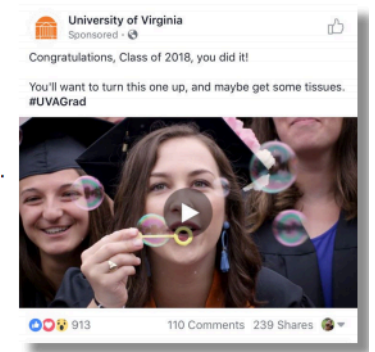 University of Virginia
Sponsored ·
Congratulations, Class of 2018, you did it!
You'll want to turn this one up, and maybe get some tissues.
#UVAGrad
913
110 Comments 239 Shares